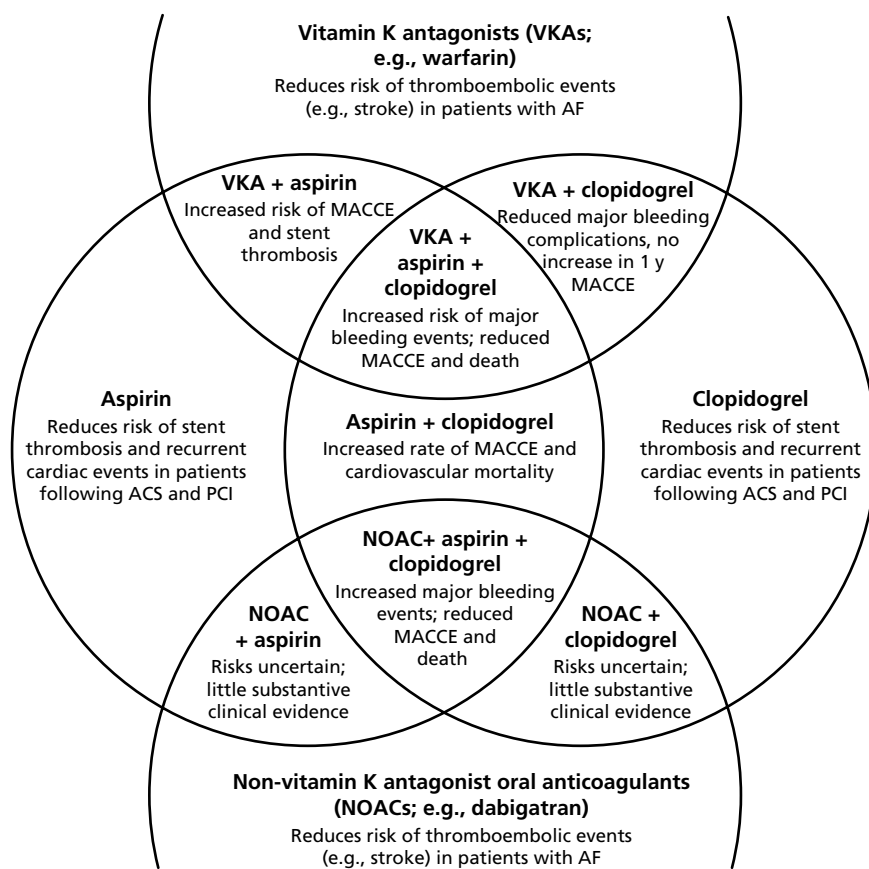 Vitamin K antagonists (VKAs;
e.g., warfarin)
Reduces risk of thromboembolic events
(e.g., stroke) in patients with AF
VKA + aspirin
Increased risk of MACCE
and stent
thrombosis
VKA + clopidogrel
Reduced major bleeding
complications, no
increase in 1 y
MACCE
VKA +
aspirin +
clopidogrel
Increased risk of major
bleeding events; reduced
MACCE and death
Aspirin
Reduces risk of stent
thrombosis and recurrent
cardiac events in patients
following ACS and PCI
Aspirin + clopidogrel
Increased rate of MACCE and
cardiovascular mortality
Clopidogrel
Reduces risk of stent
thrombosis and recurrent
cardiac events in patients
following ACS and PCI
NOAC+ aspirin +
clopidogrel
Increased major bleeding
events; reduced
MACCE and
death
NOAC
+ aspirin
Risks uncertain;
little substantive
clinical evidence
NOAC +
clopidogrel
Risks uncertain;
little substantive
clinical evidence
Non-vitamin K antagonist oral anticoagulants
(NOACs; e.g., dabigatran)
Reduces risk of thromboembolic events
(e.g., stroke) in patients with AF